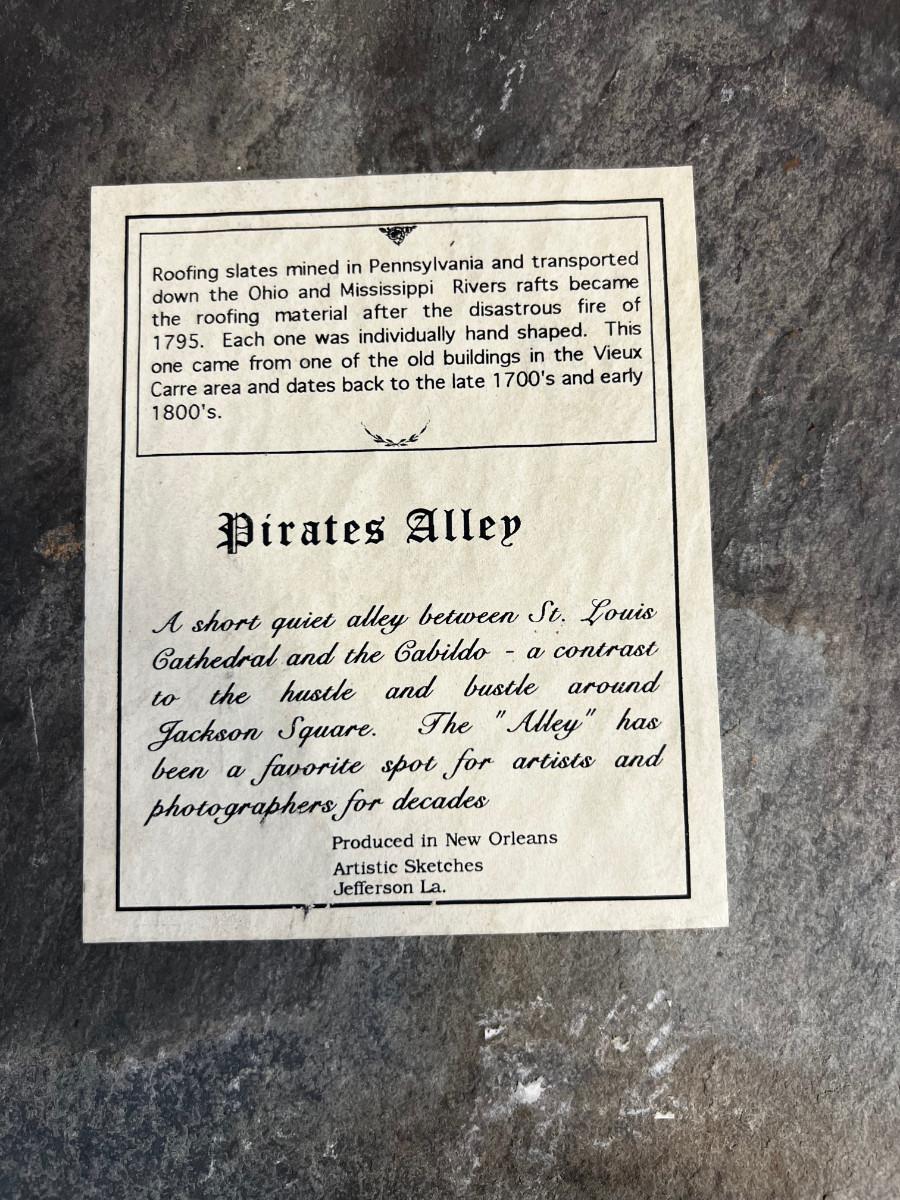 Roofing slates mined in Pennsylvania and transported
down the Ohio and Mississippi Rivers rafts became
the roofing material after the disastrous fire of
1795. Each one was individually hand shaped. This
one came from one of the old buildings in the Vieux
Carre area and dates back to the late 1700's and early
1800's.
Pirates Alley
A short quiet alley between St. Louis
Cathedral and the Cabildo - a contrast
to the hustle and bustle around
Jackson Square. The "Alley" has
been a favorite spot for artists and
photographers for decades
Produced in New Orleans
Artistic Sketches
Jefferson La.